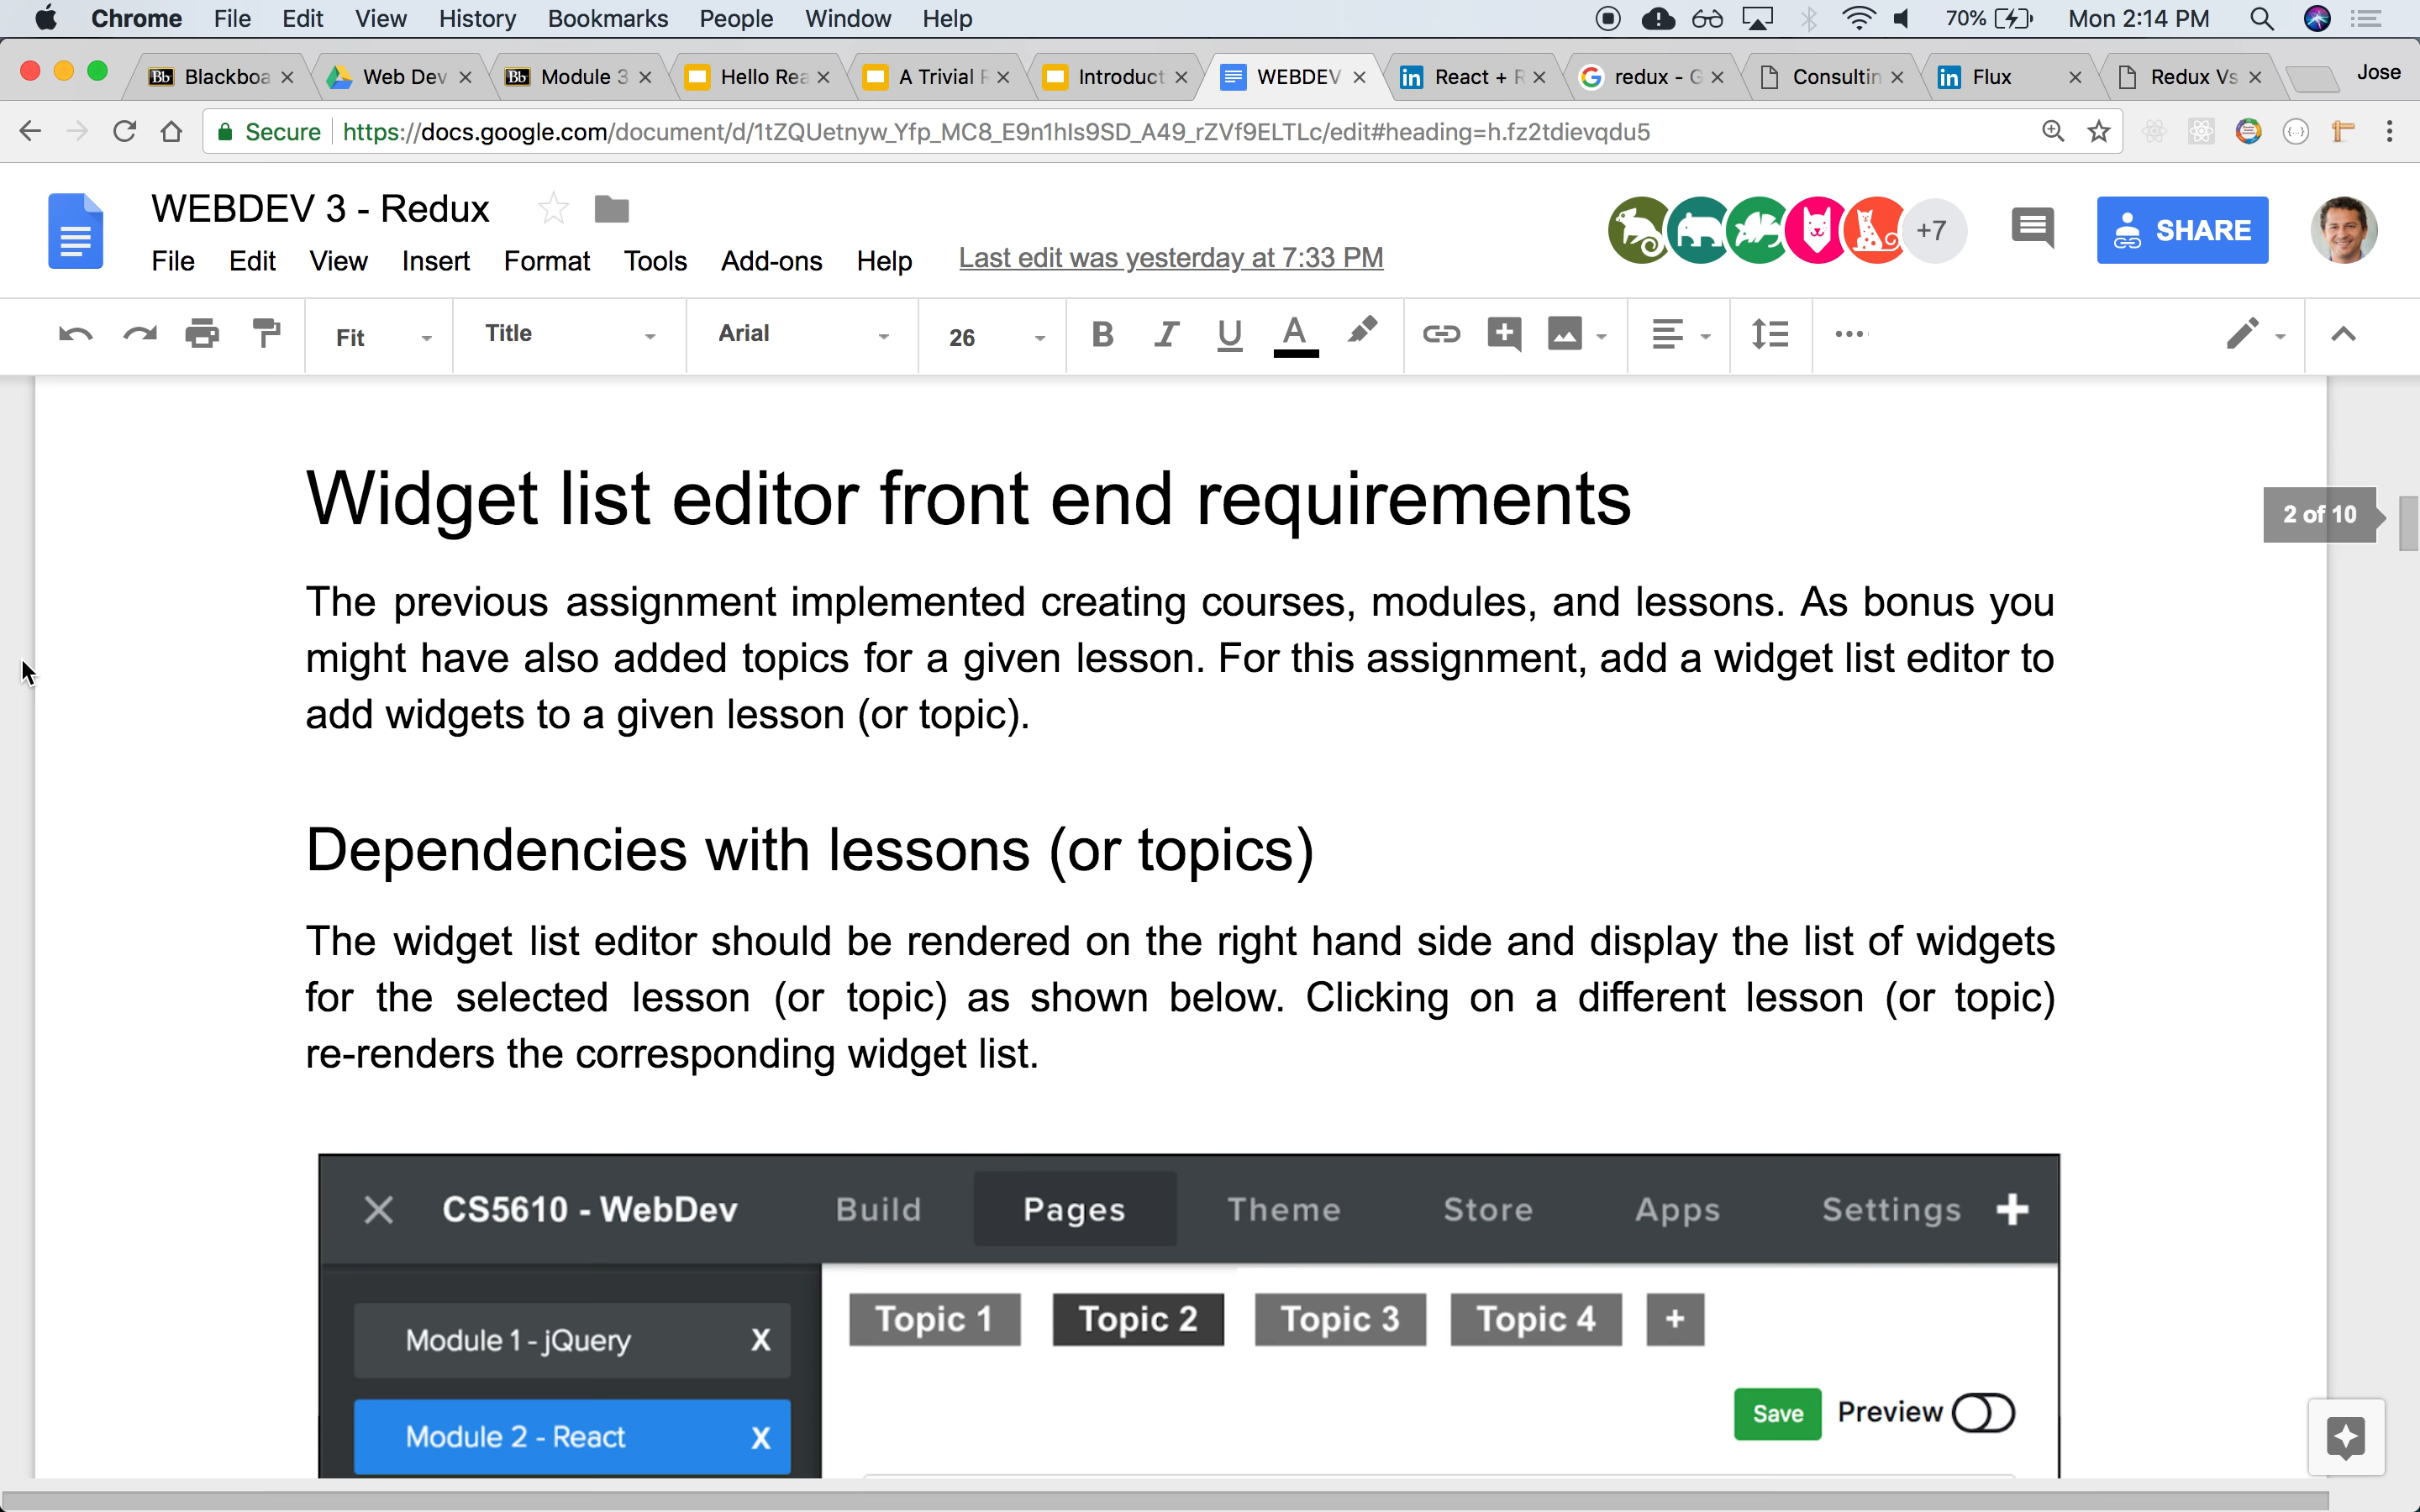 Chrome File Edit View History Bookmarks People Window Help 70% Mon 2:14 PM
Blackboa Web Dev Module 3 Hello Rea A Trivial Introduct WEBDEV React + redux - G Consultin Flux Redux Vs Jose
Secure https://docs.google.com/document/d/1tZQUetnyw_Yfp_MC8_E9n1hIs9SD_A49_rZVf9ELTLc/edit#heading=h.fz2tdievqdu5
WEBDEV 3 - Redux
+7
SHARE
File Edit View Insert Format Tools Add-ons Help Last edit was yesterday at 7:33 PM
Fit Title Arial 26 B I U A
Widget list editor front end requirements
2 of 10
The previous assignment implemented creating courses, modules, and lessons. As bonus you
might have also added topics for a given lesson. For this assignment, add a widget list editor to
add widgets to a given lesson (or topic).
Dependencies with lessons (or topics)
The widget list editor should be rendered on the right hand side and display the list of widgets
for the selected lesson (or topic) as shown below. Clicking on a different lesson (or topic)
re-renders the corresponding widget list.
CS5610 - WebDev Build Pages Theme Store Apps Settings +
Topic 1 Topic 2 Topic 3 Topic 4 +
Module 1 - jQuery X
Save Preview
Module 2 - React X